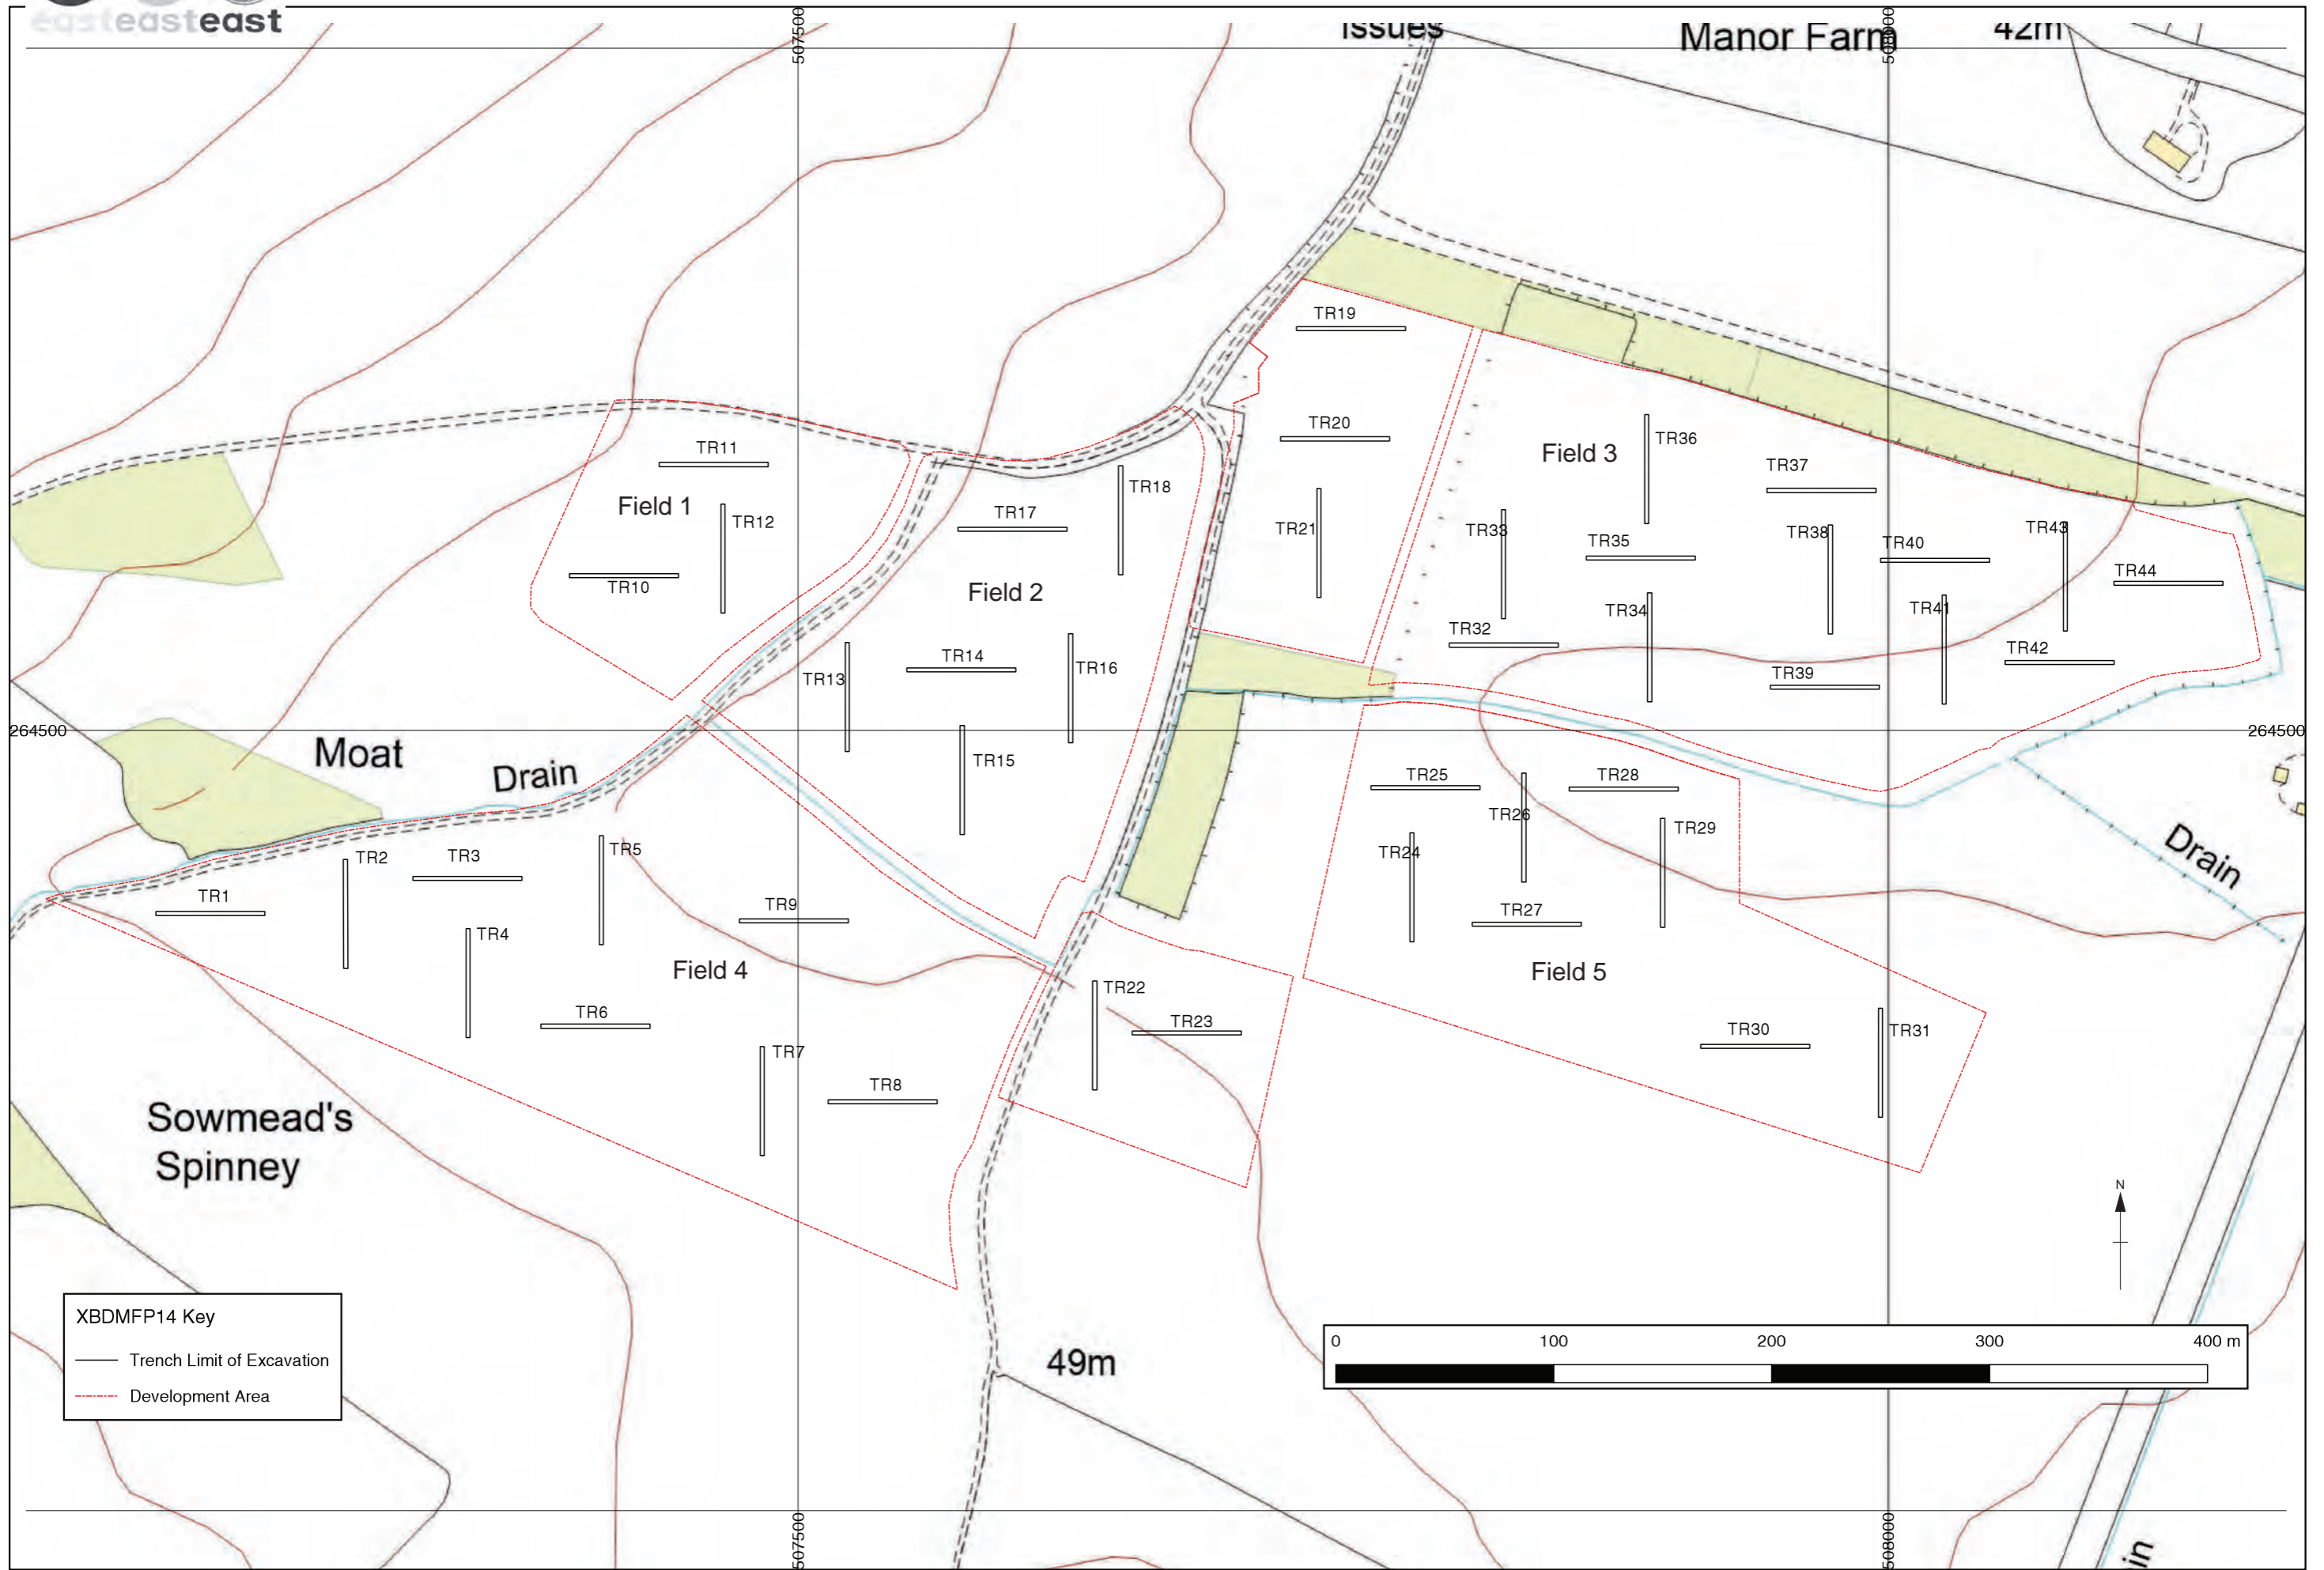 easteasteast
507500
Issues
Manor Farm
508000
42m
TR19
TR20
TR36
Field 3
TR11
TR37
TR18
Field 1
TR17
TR12
TR21
TR33
TR38
TR43
TR35
TR40
TR44
TR10
Field 2
TR34
TR41
TR32
TR42
TR14
TR16
TR13
TR39
264500
264500
Moat
Drain
TR15
TR25
TR28
TR26
TR29
TR2
TR3
TR5
TR24
Drain
TR1
TR9
TR27
TR4
Field 4
Field 5
TR22
TR6
TR23
TR30
TR31
TR7
TR8
Sowmead's
Spinney
N
XBDMFP14 Key
Trench Limit of Excavation
Development Area
0 100 200 300 400 m
49m
507500
508000
in